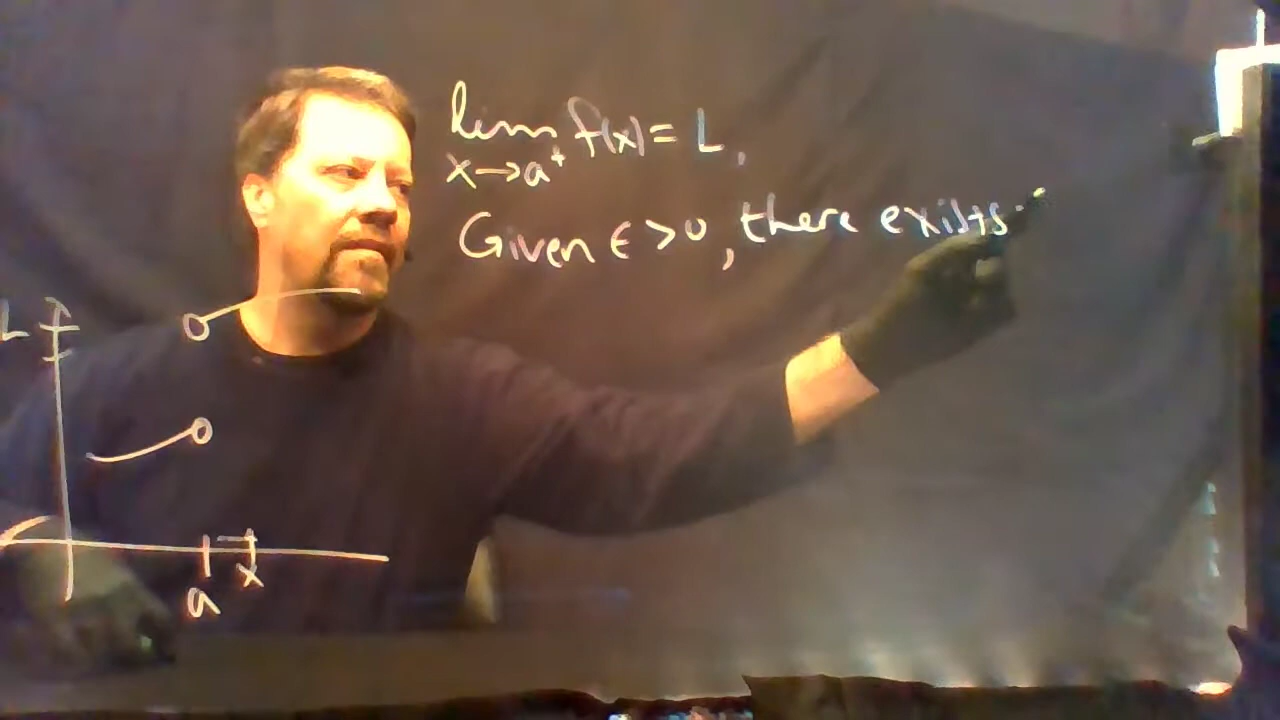 lim f(x) = L,
x→a⁺
Given ϵ > 0, there exists
L
a
x